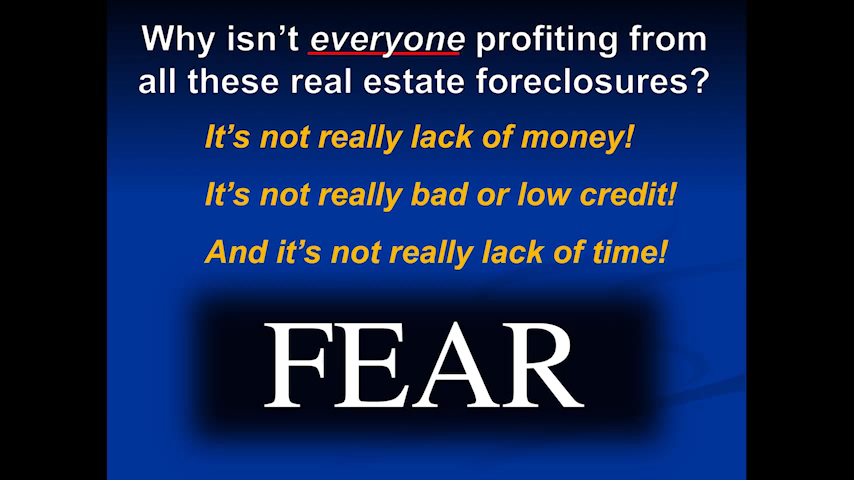 Why isn't everyone profiting from
all these real estate foreclosures?
It's not really lack of money!
It's not really bad or low credit!
And it's not really lack of time!
FEAR